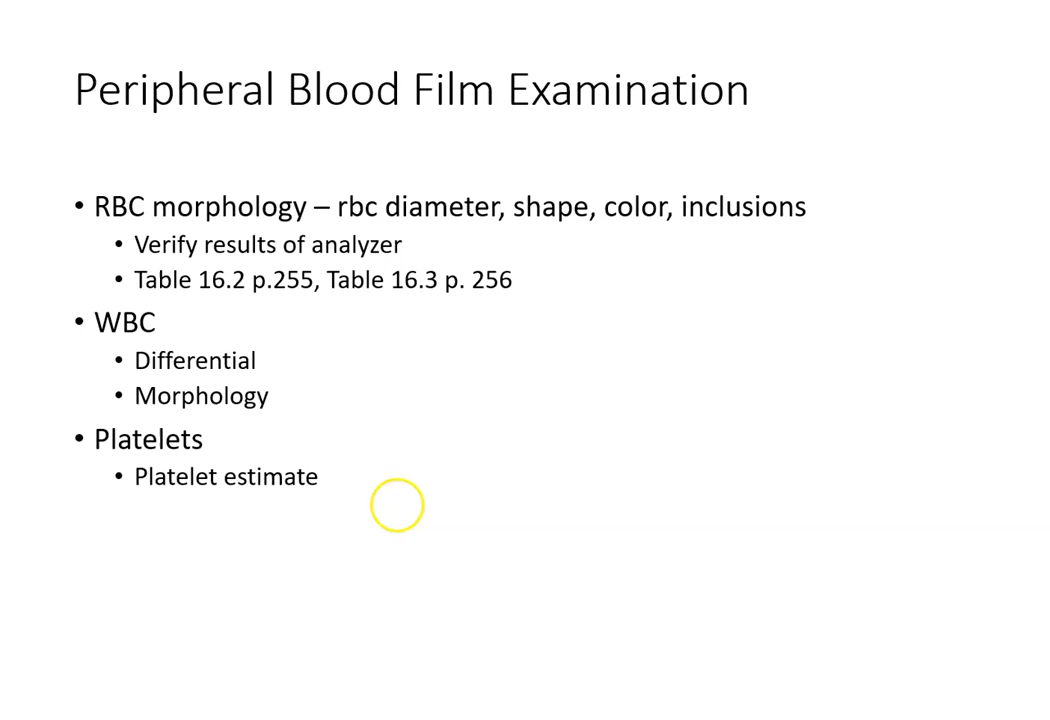 Peripheral Blood Film Examination
• RBC morphology – rbc diameter, shape, color, inclusions
• Verify results of analyzer
• Table 16.2 p.255, Table 16.3 p. 256
• WBC
• Differential
• Morphology
• Platelets
• Platelet estimate